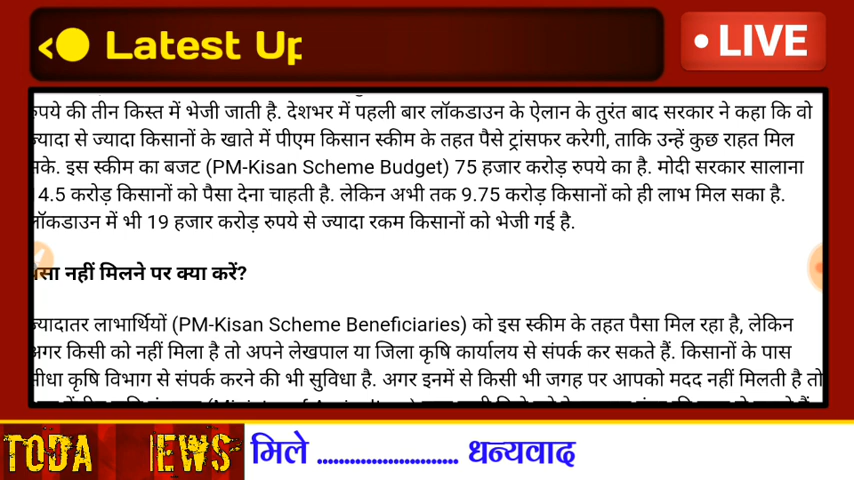 Latest Up
LIVE
रुपये की तीन किस्त में भेजी जाती है. देशभर में पहली बार लॉकडाउन के ऐलान के तुरंत बाद सरकार ने कहा कि वो
ज्यादा से ज्यादा किसानों के खाते में पीएम किसान स्कीम के तहत पैसे ट्रांसफर करेगी, ताकि उन्हें कुछ राहत मिल
सके. इस स्कीम का बजट (PM-Kisan Scheme Budget) 75 हजार करोड़ रुपये का है. मोदी सरकार सालाना
4.5 करोड़ किसानों को पैसा देना चाहती है. लेकिन अभी तक 9.75 करोड़ किसानों को ही लाभ मिल सका है.
लॉकडाउन में भी 19 हजार करोड़ रुपये से ज्यादा रकम किसानों को भेजी गई है.
पैसा नहीं मिलने पर क्या करें?
ज्यादातर लाभार्थियों (PM-Kisan Scheme Beneficiaries) को इस स्कीम के तहत पैसा मिल रहा है, लेकिन
अगर किसी को नहीं मिला है तो अपने लेखपाल या जिला कृषि कार्यालय से संपर्क कर सकते हैं. किसानों के पास
सीधा कृषि विभाग से संपर्क करने की भी सुविधा है. अगर इनमें से किसी भी जगह पर आपको मदद नहीं मिलती है तो
TODA EWS
मिले .......................... धन्यवाद